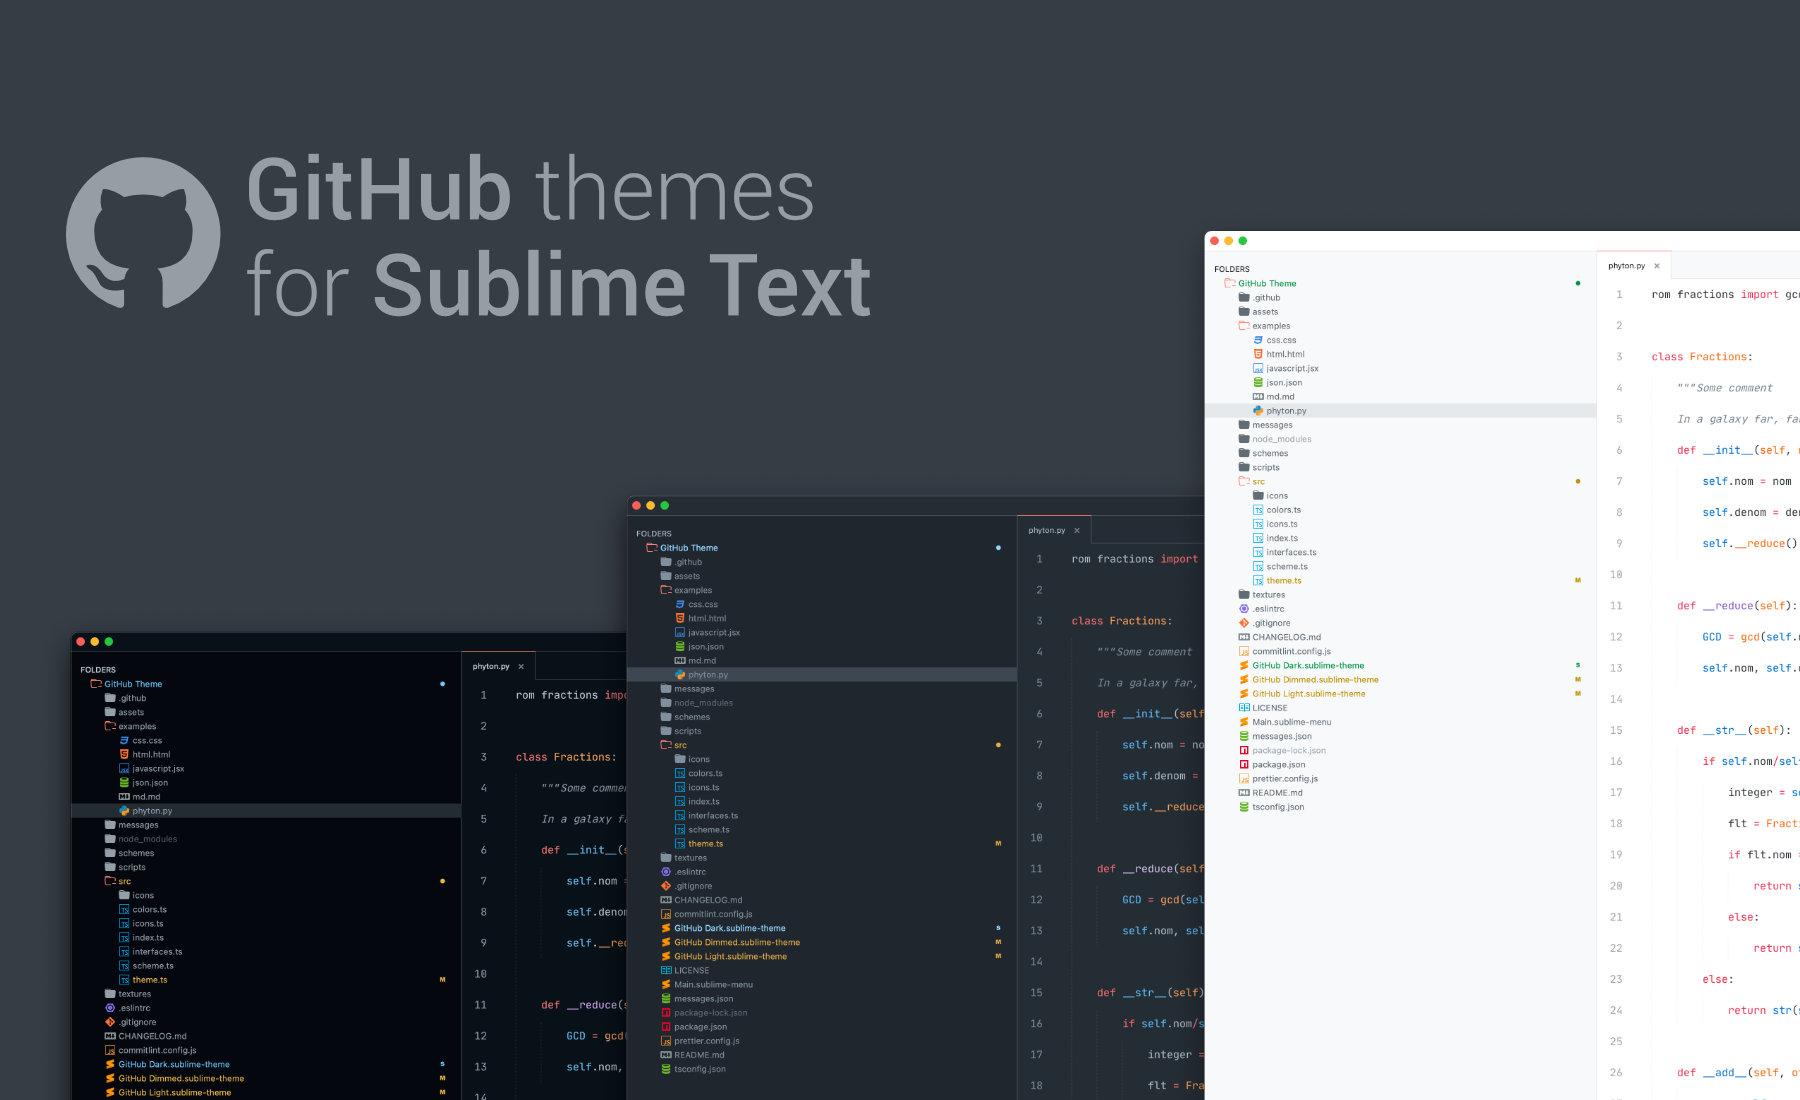 GitHub themes
for Sublime Text
FOLDERS
GitHub Theme
.github
assets
examples
css.css
html.html
javascript.jsx
json.json
md.md
phyton.py
messages
node_modules
schemes
scripts
src
icons
colors.ts
icons.ts
index.ts
interfaces.ts
scheme.ts
theme.ts M
textures
.eslintrc
.gitignore
CHANGELOG.md
commitlint.config.js
GitHub Dark.sublime-theme S
GitHub Dimmed.sublime-theme M
GitHub Light.sublime-theme M
phyton.py ×
1 rom fractions impo
2
3 class Fractions:
4 """Some comme
5 In a galaxy f
6 def __init__(
7 self.nom =
8 self.denom
9 self.__re
10
11 def __reduce(
12 GCD = gcd
13 self.nom,
14
FOLDERS
GitHub Theme
.github
assets
examples
css.css
html.html
javascript.jsx
json.json
md.md
phyton.py
messages
node_modules
schemes
scripts
src
icons
colors.ts
icons.ts
index.ts
interfaces.ts
scheme.ts
theme.ts M
textures
.eslintrc
.gitignore
CHANGELOG.md
commitlint.config.js
GitHub Dark.sublime-theme S
GitHub Dimmed.sublime-theme M
GitHub Light.sublime-theme M
LICENSE
Main.sublime-menu
messages.json
package-lock.json
package.json
prettier.config.js
README.md
tsconfig.json
phyton.py ×
1 rom fractions import
2
3 class Fractions:
4 """Some comment
5 In a galaxy far,
6 def __init__(self
7 self.nom = no
8 self.denom =
9 self.__reduce
10
11 def __reduce(self
12 GCD = gcd(sel
13 self.nom, sel
14
15 def __str__(self)
16 if self.nom/s
17 integer =
18 flt = Fra
FOLDERS
GitHub Theme
.github
assets
examples
css.css
html.html
javascript.jsx
json.json
md.md
phyton.py
messages
node_modules
schemes
scripts
src
icons
colors.ts
icons.ts
index.ts
interfaces.ts
scheme.ts
theme.ts M
textures
.eslintrc
.gitignore
CHANGELOG.md
commitlint.config.js
GitHub Dark.sublime-theme S
GitHub Dimmed.sublime-theme M
GitHub Light.sublime-theme M
LICENSE
Main.sublime-menu
messages.json
package-lock.json
package.json
prettier.config.js
README.md
tsconfig.json
phyton.py ×
1 rom fractions import gc
2
3 class Fractions:
4 """Some comment
5 In a galaxy far, fa
6 def __init__(self,
7 self.nom = nom
8 self.denom = de
9 self.__reduce()
10
11 def __reduce(self):
12 GCD = gcd(self.
13 self.nom, self.
14
15 def __str__(self):
16 if self.nom/sel
17 integer = s
18 flt = Fract
19 if flt.nom =
20 return
21 else:
22 return
23 else:
24 return str(
25
26 def __add__(self, o